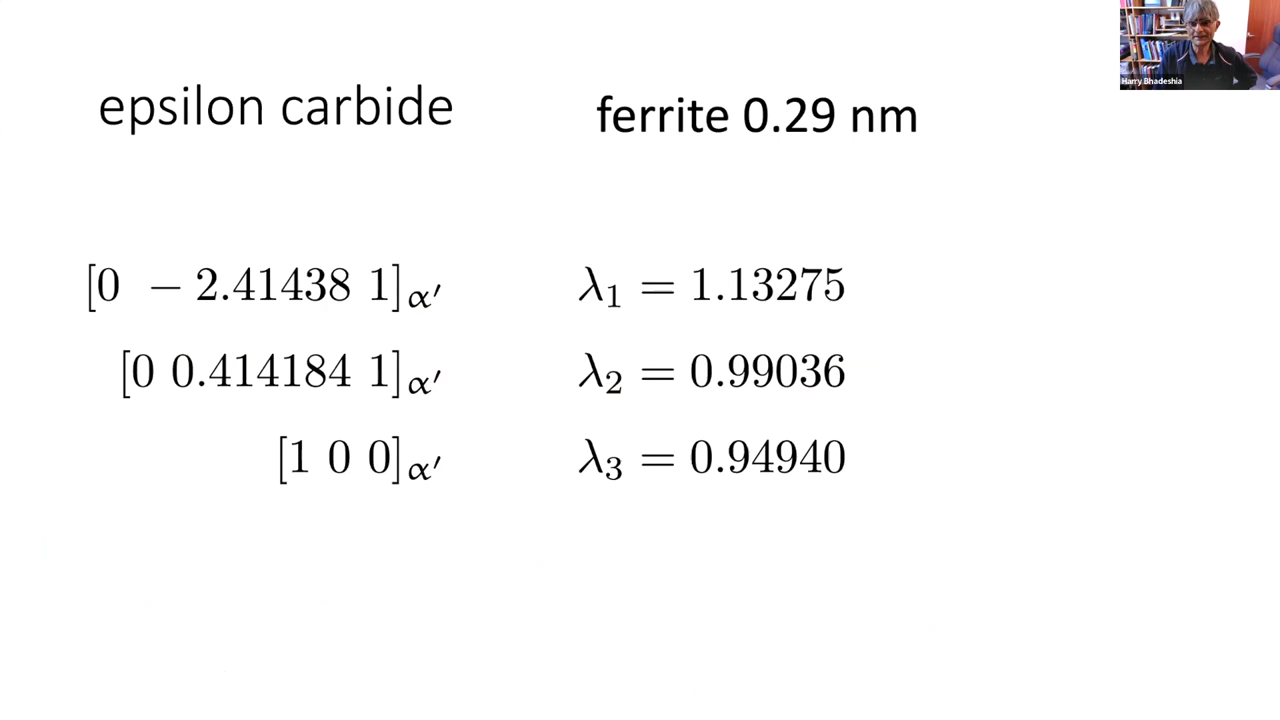 epsilon carbide
ferrite 0.29 nm
[0 − 2.41438 1]α′ λ1 = 1.13275
[0 0.414184 1]α′ λ2 = 0.99036
[1 0 0]α′ λ3 = 0.94940
Harry Bhadeshia